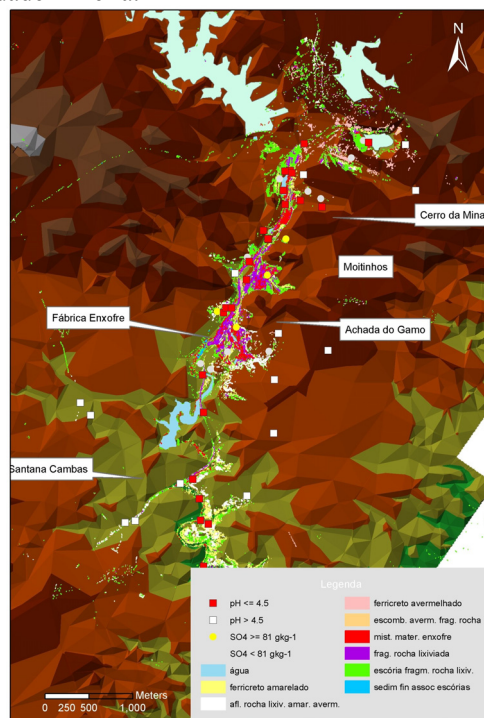 N
Cerro da Mina
Moitinhos
Fábrica Enxofre
Achada do Gamo
Santana Cambas
Legenda
pH <= 4.5
pH > 4.5
SO4 >= 81 gkg-1
SO4 < 81 gkg-1
água
ferricreto amarelado
afl. rocha lixiv. amar. averm.
ferricreto avermelhado
escomb. averm. frag. rocha
mist. mater. enxofre
frag. rocha lixiviada
escória fragm. rocha lixiv.
sedim fin assoc escórias
Meters
0 250 500 1,000